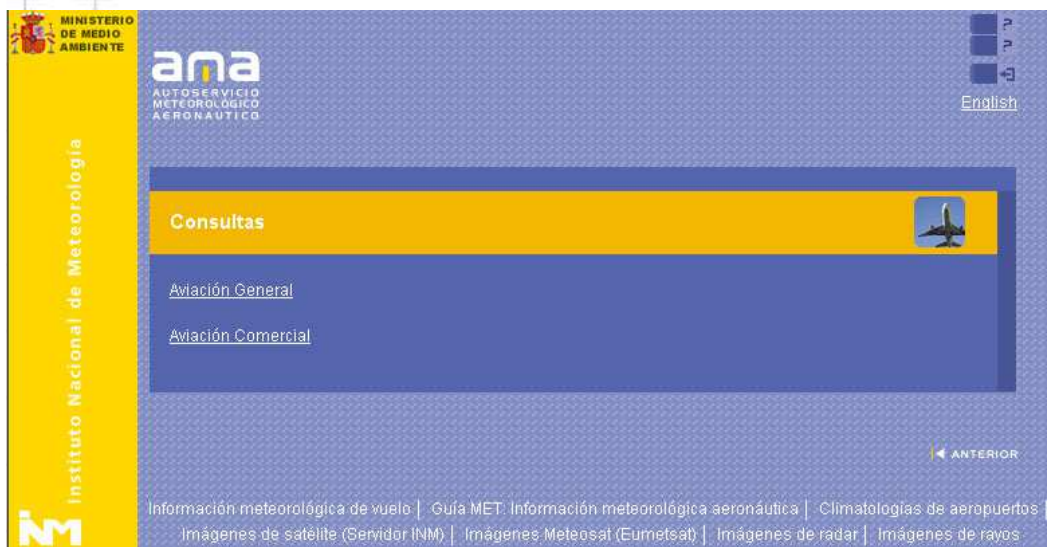 MINISTERIO
DE MEDIO
AMBIENTE
ama
AUTOSERVICIO
METEOROLÓGICO
AERONAUTICO
?
?
English
Instituto Nacional de Meteorología
Consultas
Aviación General
Aviación Comercial
ANTERIOR
Información meteorológica de vuelo | Guía MET: Información meteorológica aeronáutica | Climatologías de aeropuertos |
Imágenes de satélite (Servidor INM) | Imágenes Meteosat (Eumetsat) | Imágenes de radar | Imágenes de rayos
INM